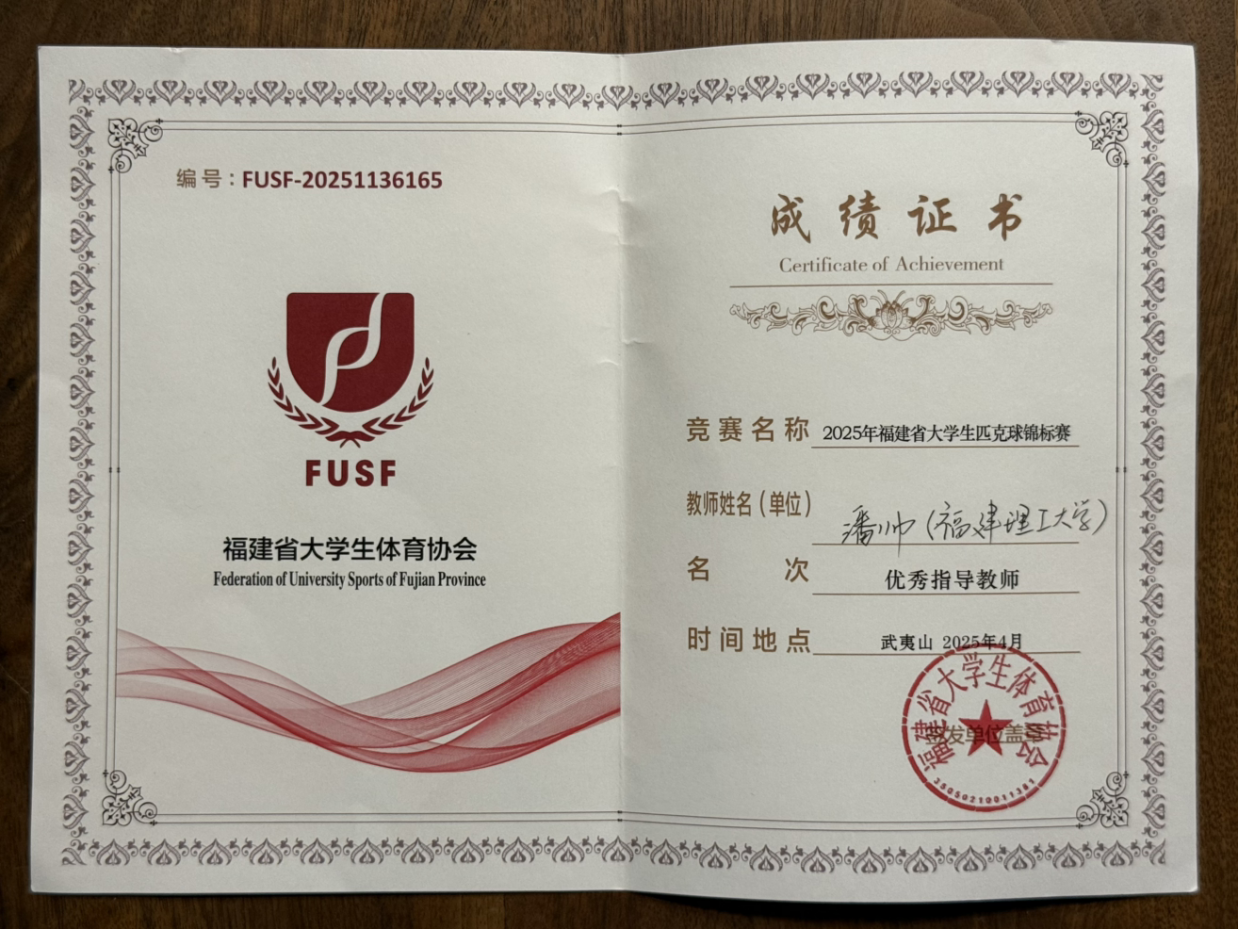 编号：FUSF-20251136165
FUSF
福建省大学生体育协会
Federation of University Sports of Fujian Province
成绩证书
Certificate of Achievement
竞赛名称 2025年福建省大学生匹克球锦标赛
教师姓名（单位） 潘帅（福建理工大学）
名次 优秀指导教师
时间地点 武夷山 2025年4月
福建省大学生体育协会
发单位盖